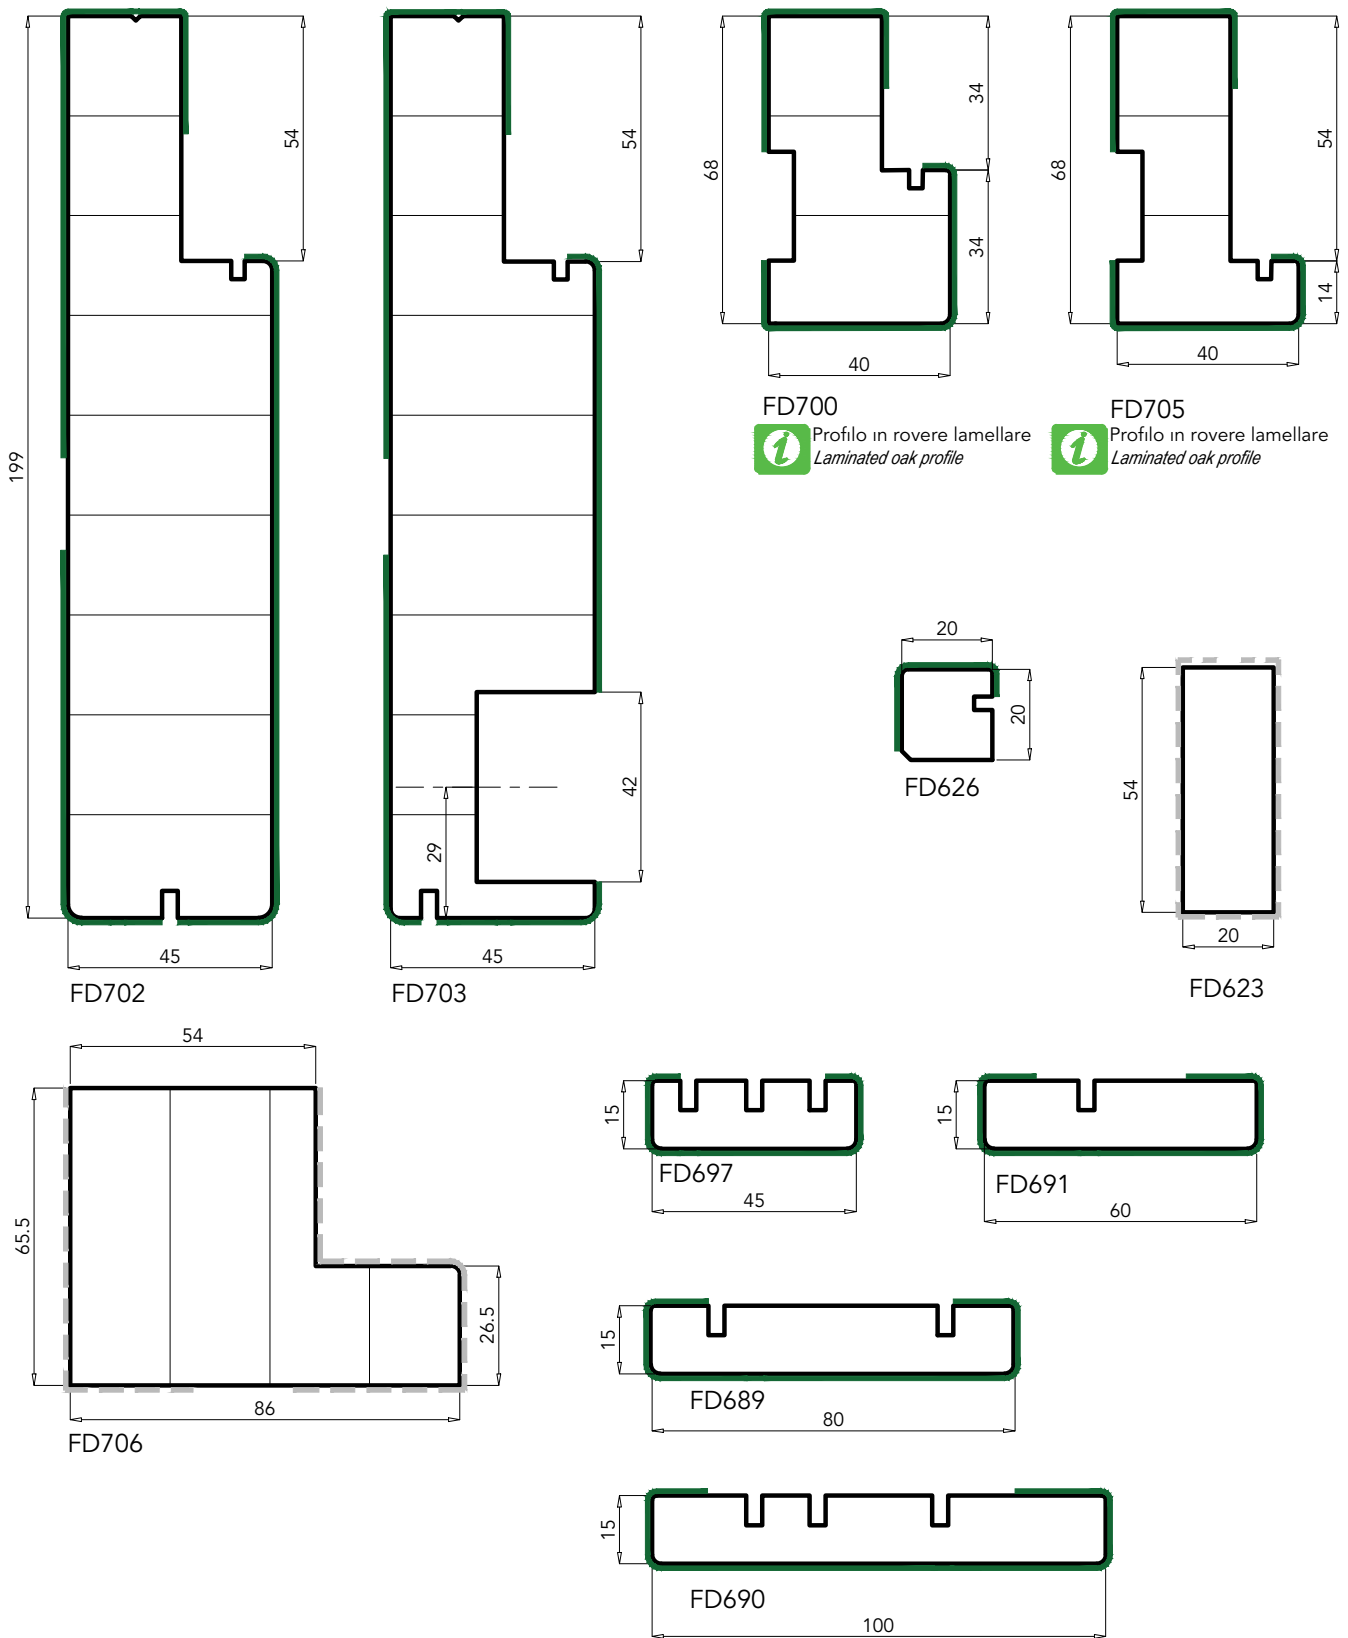 199
54
45
FD702
54
42
29
45
FD703
68
34
34
40
FD700
Profilo in rovere lamellare
Laminated oak profile
68
54
14
40
FD705
Profilo in rovere lamellare
Laminated oak profile
20
20
FD626
54
20
FD623
54
65.5
26.5
86
FD706
15
FD697
45
15
FD691
60
15
FD689
80
15
FD690
100